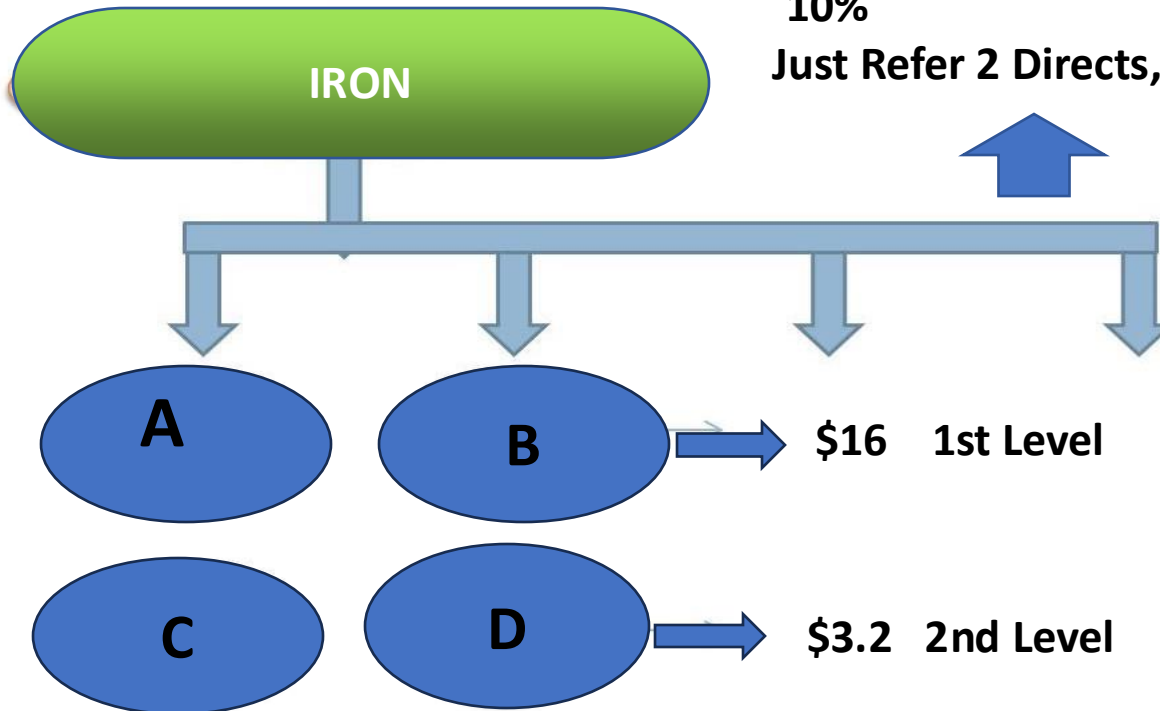 10%
Just Refer 2 Directs,
IRON
A
B
$16 1st Level
C
D
$3.2 2nd Level